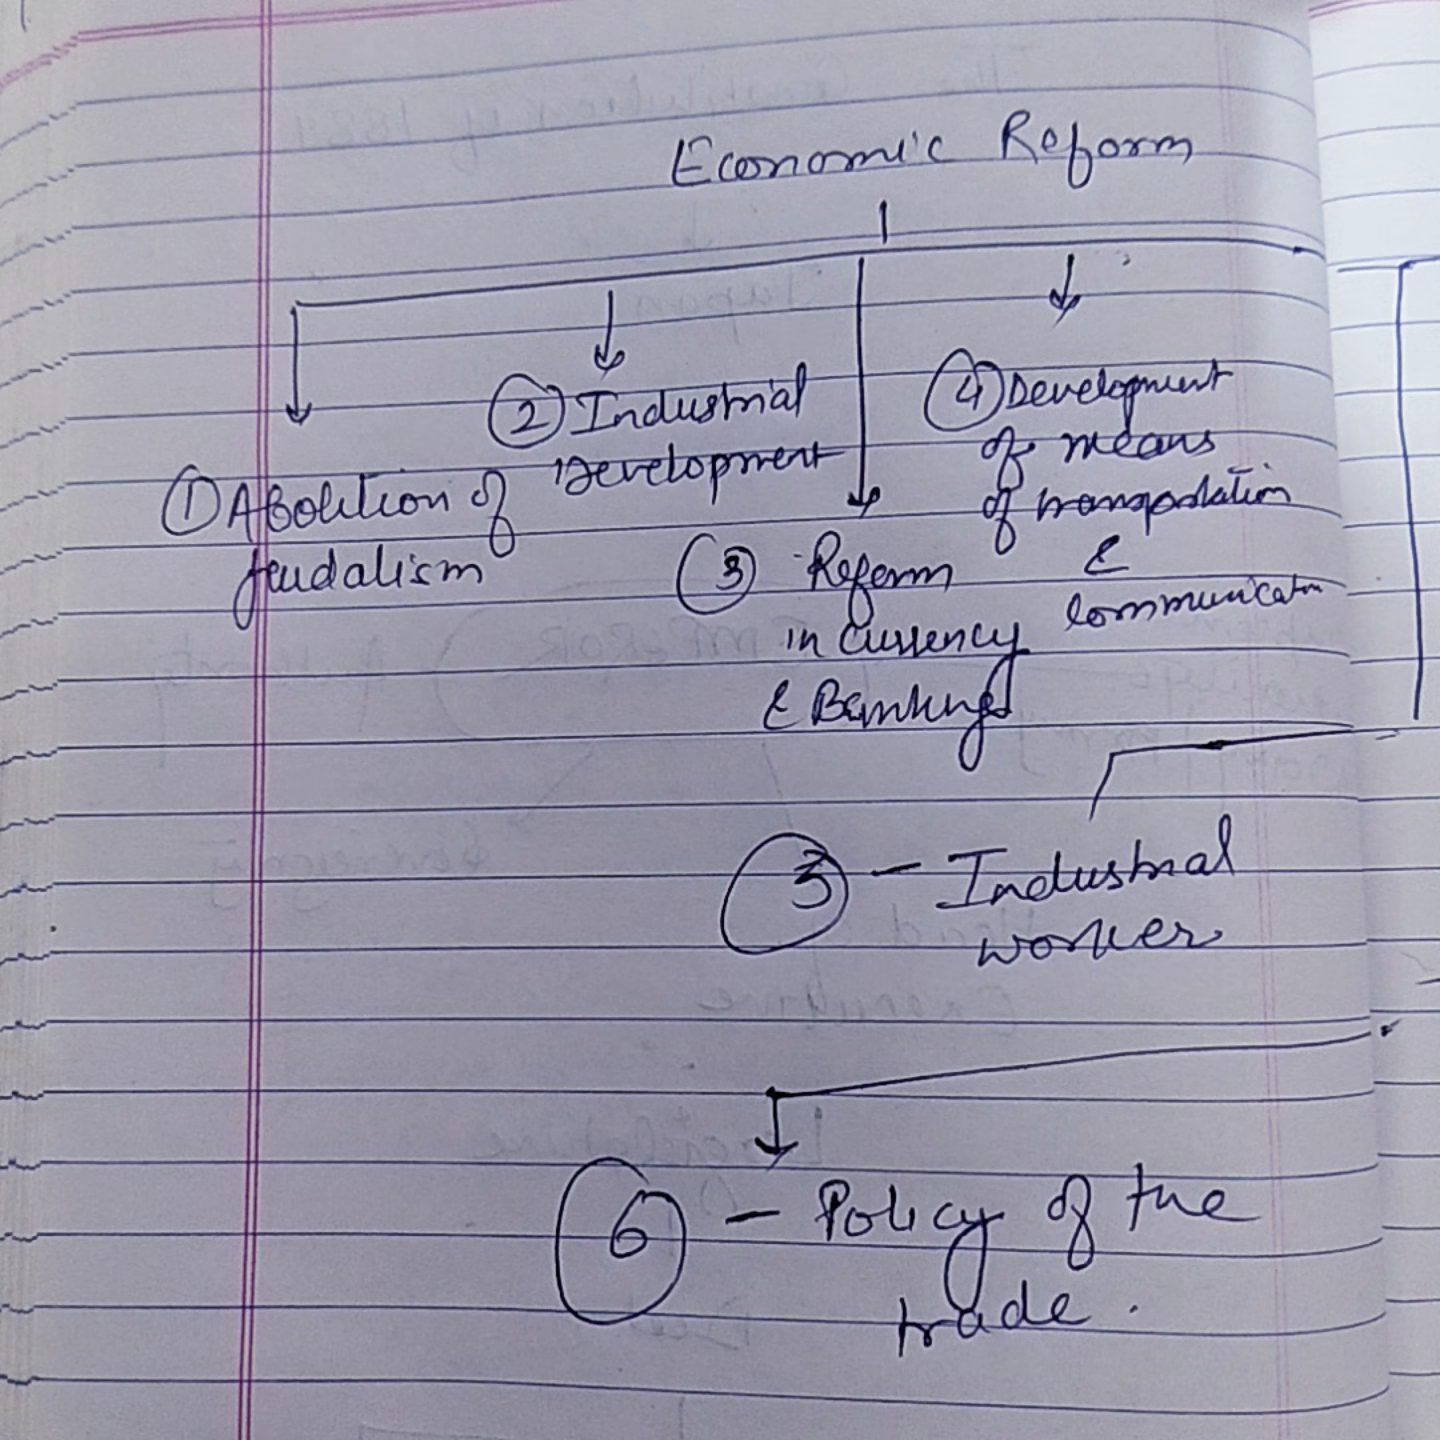 Economic Reform
① Abolition of
feudalism
② Industrial
Development
③ Reform
in Currency
& Banking
④ Development
of means
of transportation
&
Communication
5 - Industrial
worker
6 - Policy of the
trade.